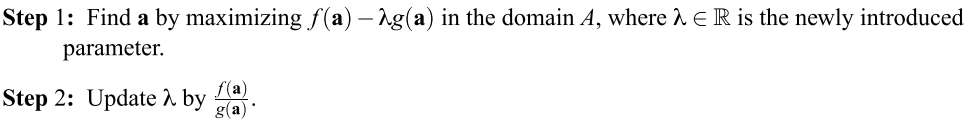 Step 1: Find a by maximizing f(a) − λg(a) in the domain A, where λ ∈ ℝ is the newly introduced
parameter.
Step 2: Update λ by f(a)/g(a).